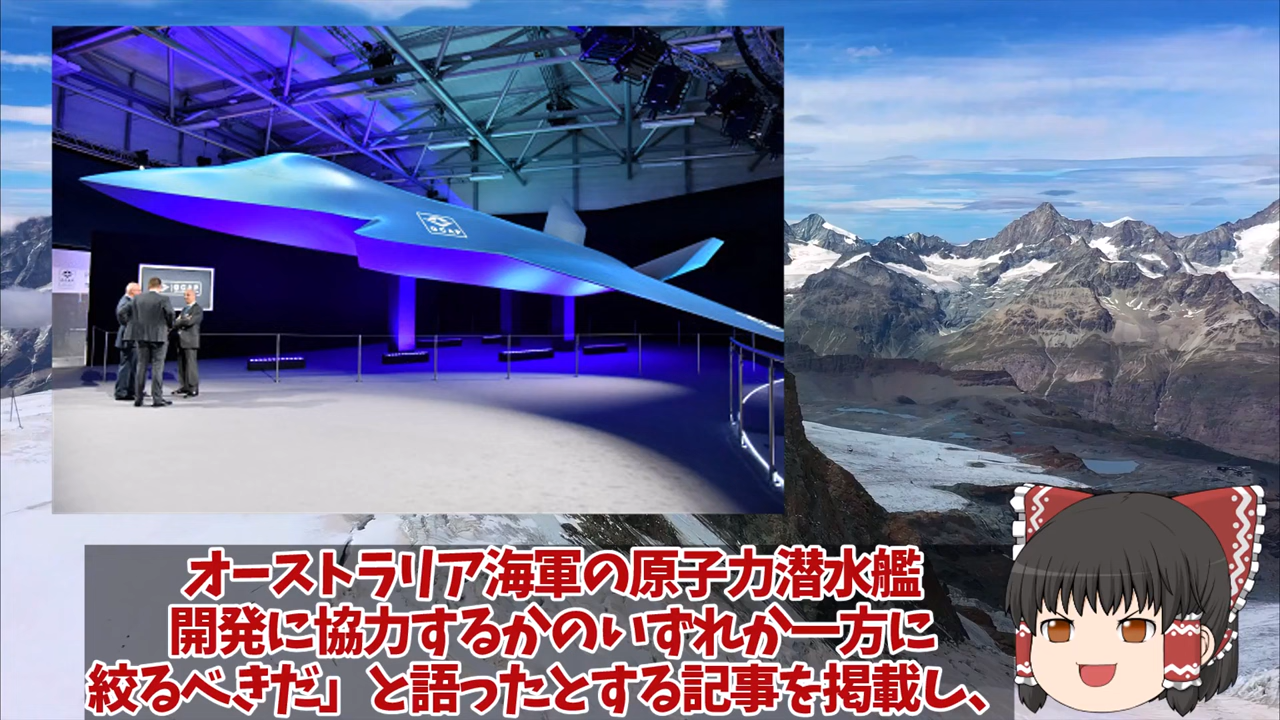 GCAP
GCAP
オーストラリア海軍の原子力潜水艦
開発に協力するかのいずれか一方に
絞るべきだ」と語ったとする記事を掲載し、